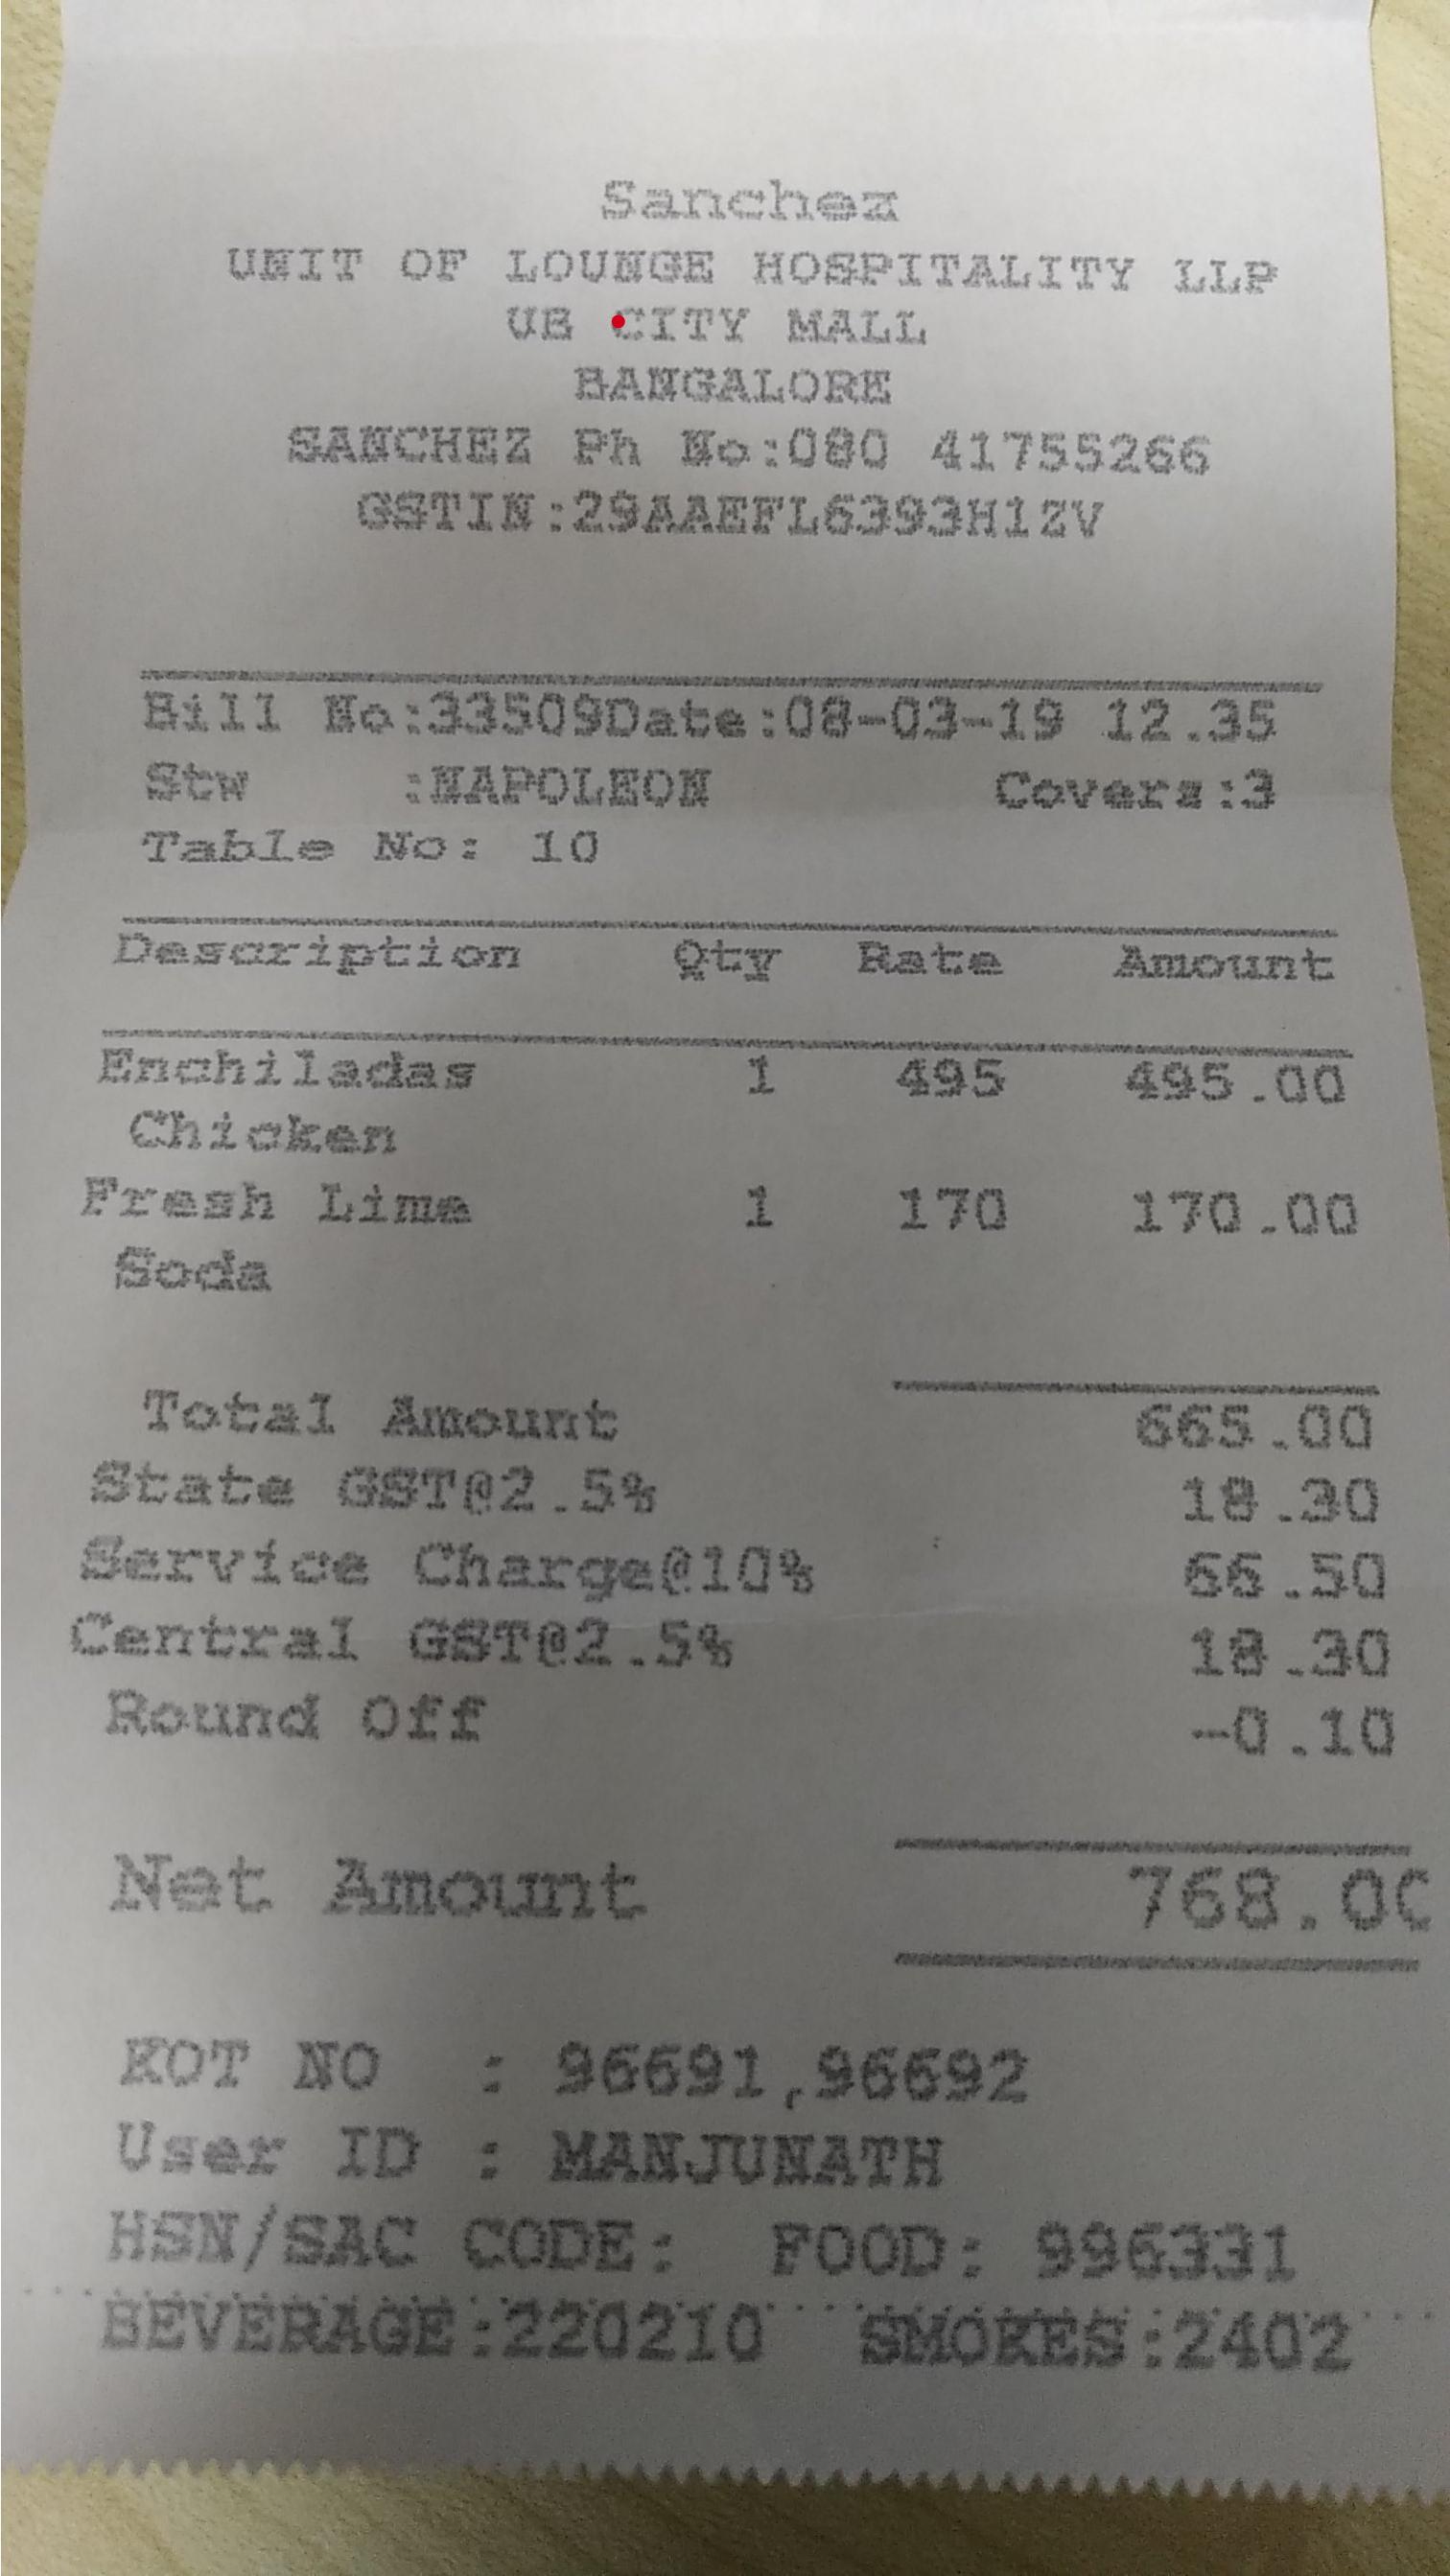 Sanchez
UNIT OF LOUNGE HOSPITALITY LLP
UB CITY MALL
BANGALORE
SANCHEZ Ph No:080 41755266
GSTIN:29AAEFL6393H1ZV
Bill No:33509Date:08-03-19 12.35
Stw :NAPOLEON Covers:3
Table No: 10
Description Qty Rate Amount
Enchiladas 1 495 495.00
Chicken
Fresh Lime 1 170 170.00
Soda
Total Amount 665.00
State GST@2.5% 18.30
Service Charge@10% 66.50
Central GST@2.5% 18.30
Round Off -0.10
Net Amount 768.00
KOT NO : 96691,96692
User ID : MANJUNATH
HSN/SAC CODE: FOOD: 996331
BEVERAGE:220210 SMOKES:2402